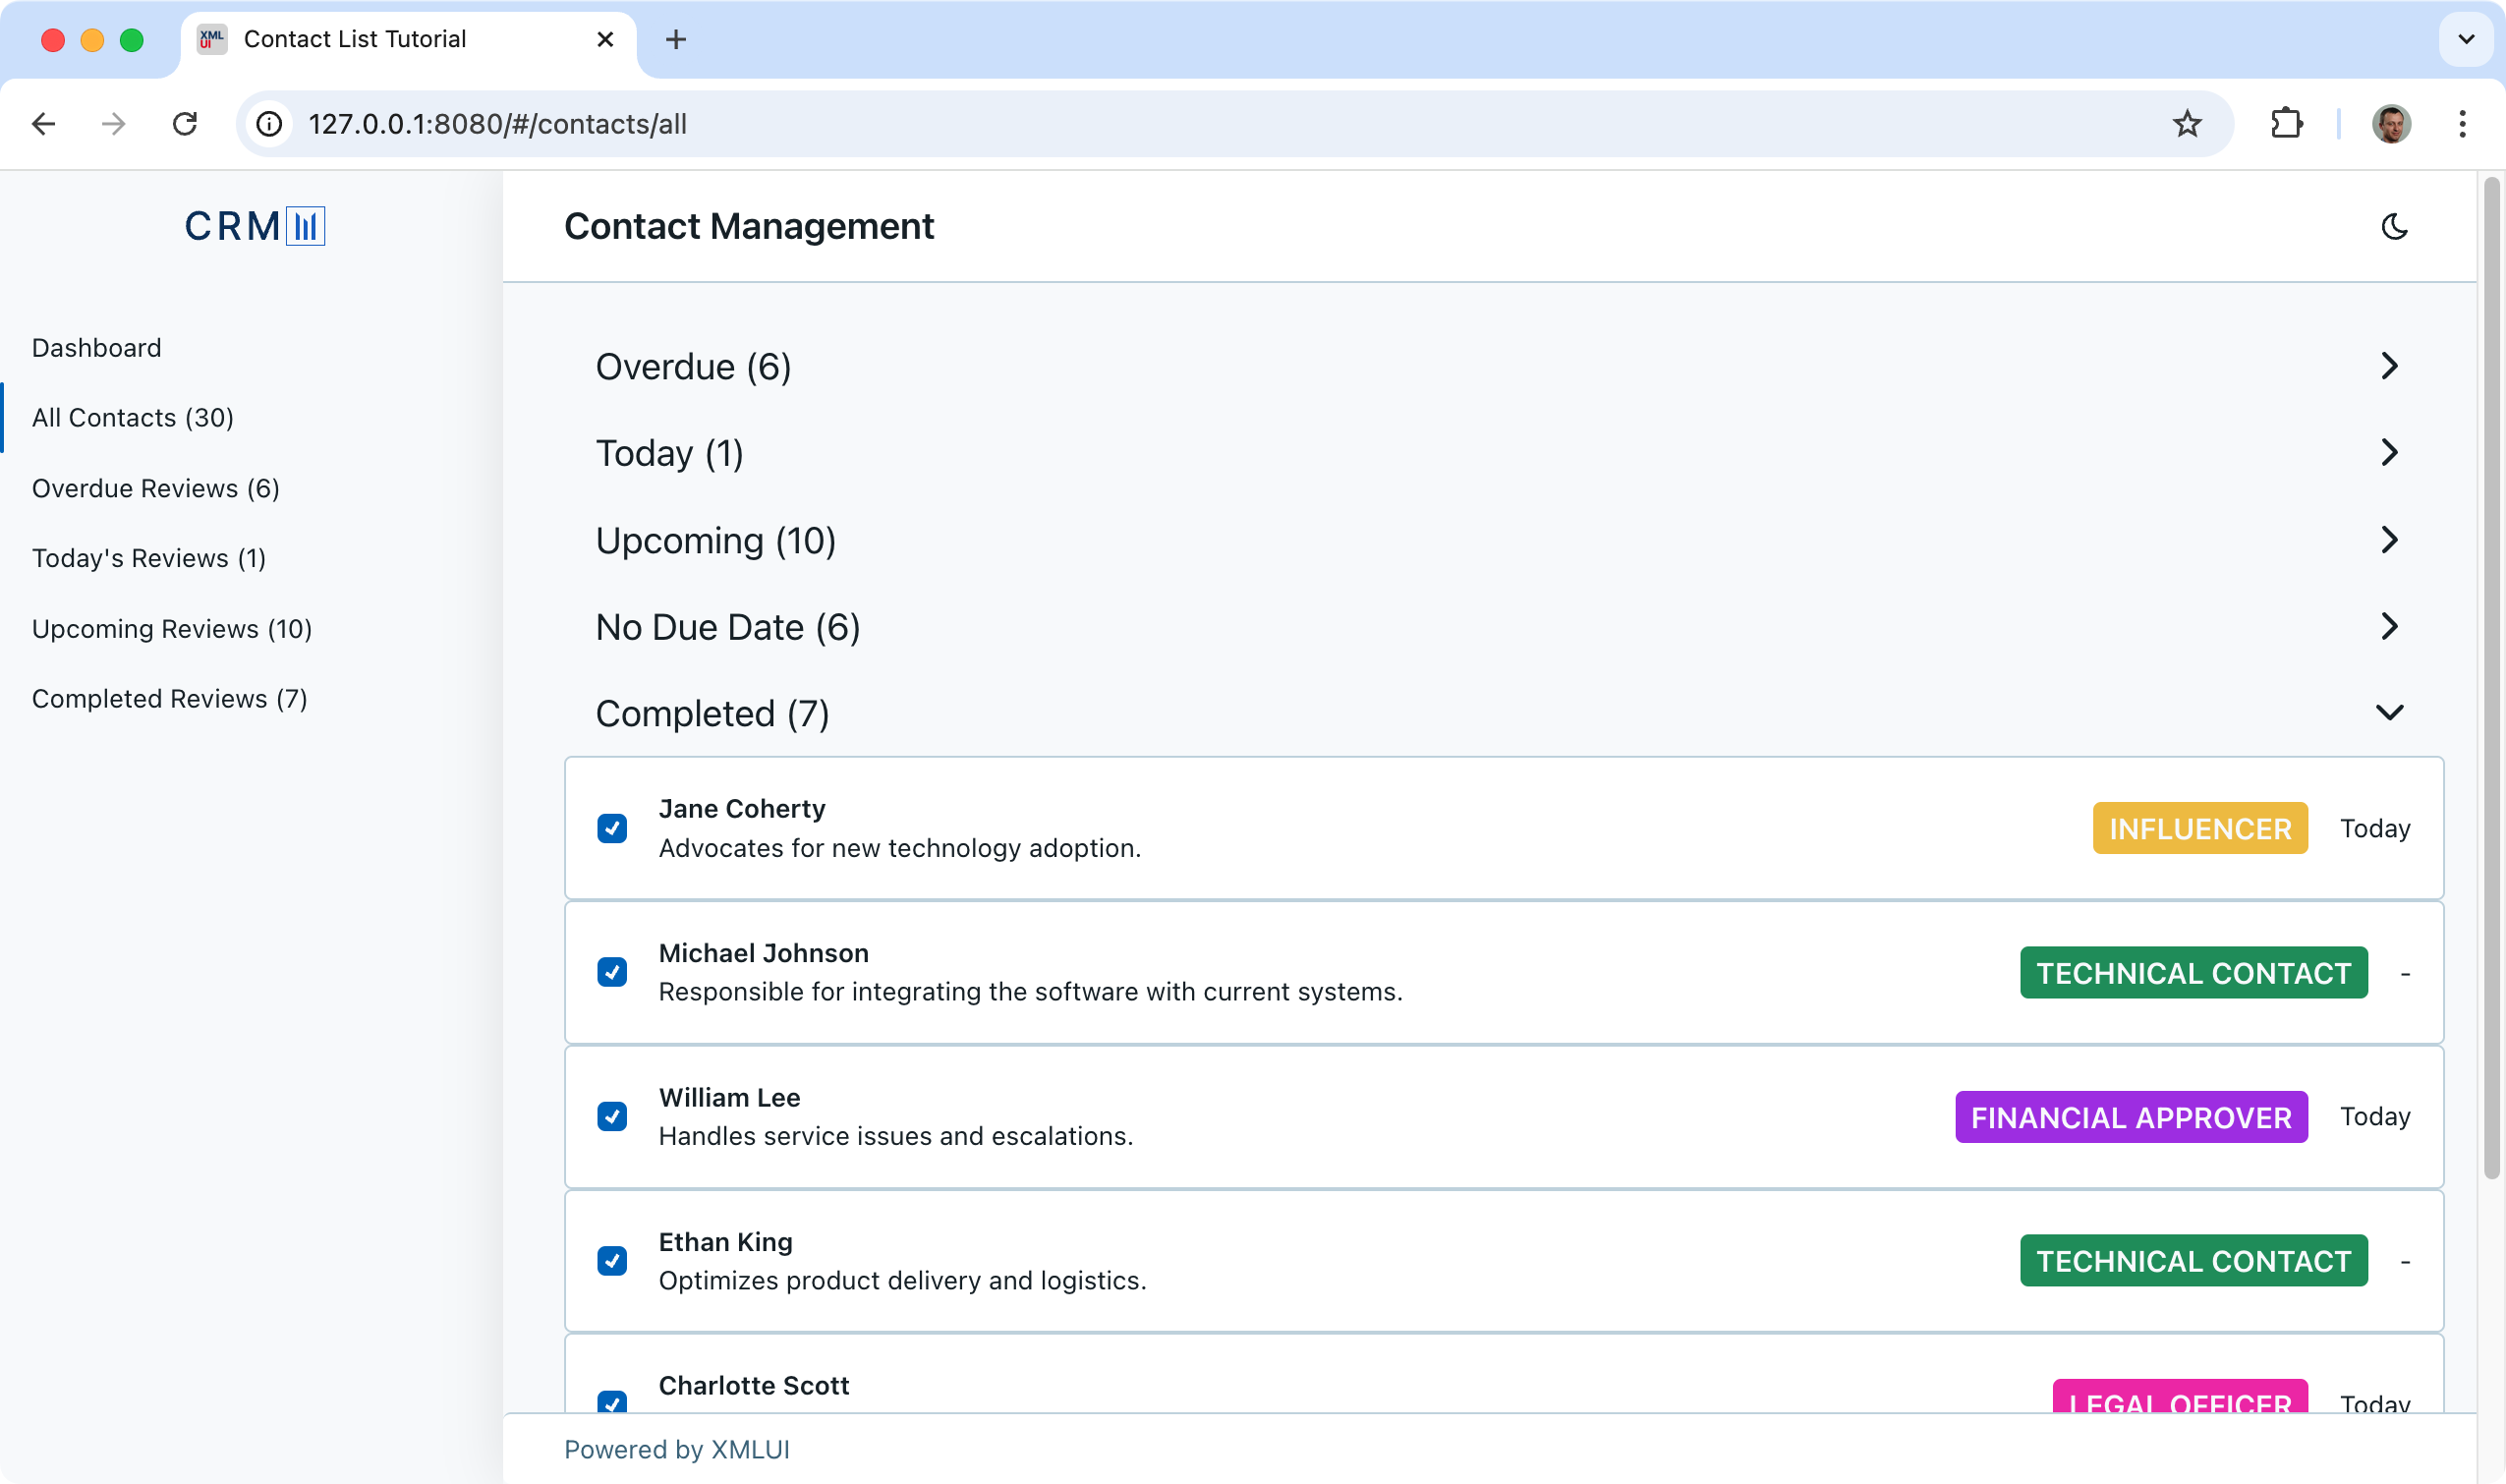 XML
UI
Contact List Tutorial
127.0.0.1:8080/#/contacts/all
CRM
Contact Management
Dashboard
All Contacts (30)
Overdue Reviews (6)
Today's Reviews (1)
Upcoming Reviews (10)
Completed Reviews (7)
Overdue (6)
Today (1)
Upcoming (10)
No Due Date (6)
Completed (7)
Jane Coherty
Advocates for new technology adoption.
INFLUENCER Today
Michael Johnson
Responsible for integrating the software with current systems.
TECHNICAL CONTACT -
William Lee
Handles service issues and escalations.
FINANCIAL APPROVER Today
Ethan King
Optimizes product delivery and logistics.
TECHNICAL CONTACT -
Charlotte Scott
LEGAL OFFICER Today
Powered by XMLUI